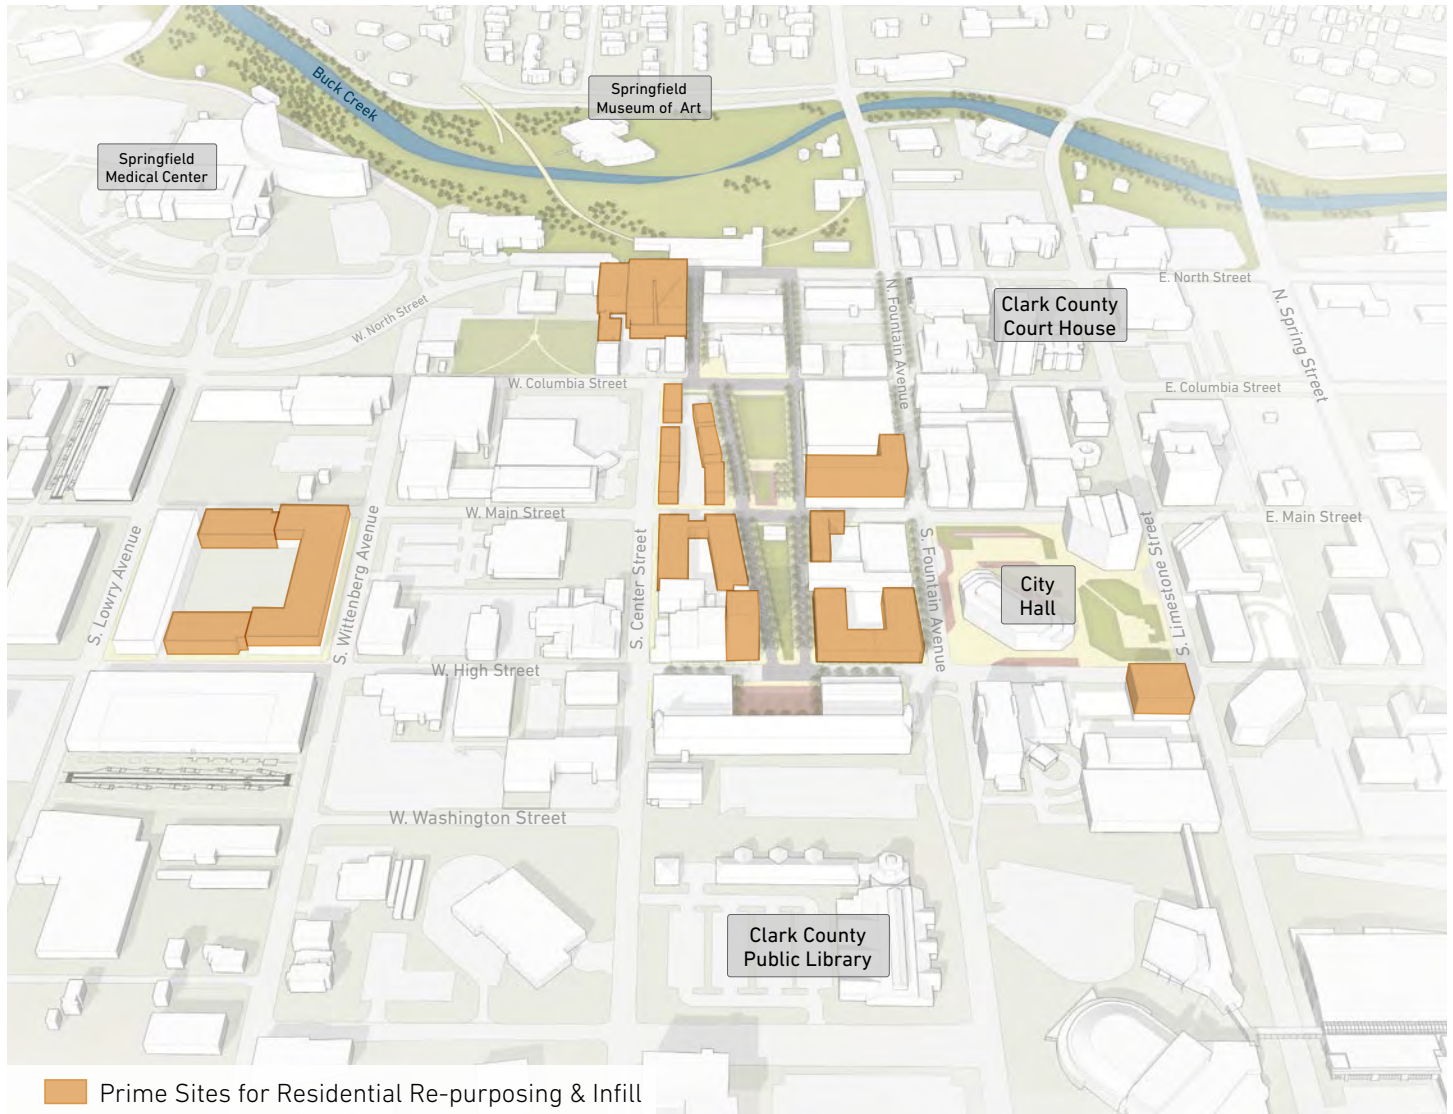 Buck Creek
Springfield
Museum of Art
Springfield
Medical Center
E. North Street
W. North Street
N. Fountain Avenue
Clark County
Court House
N. Spring Street
W. Columbia Street
E. Columbia Street
W. Main Street
E. Main Street
S. Lowry Avenue
S. Wittenberg Avenue
S. Center Street
S. Fountain Avenue
City
Hall
S. Limestone Street
W. High Street
W. Washington Street
Clark County
Public Library
Prime Sites for Residential Re-purposing & Infill